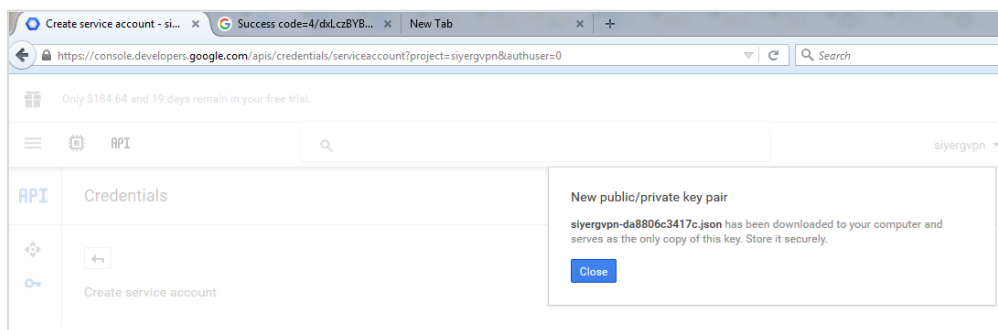 Create service account - si...
Success code=4/dxLczBYB...
New Tab
https://console.developers.google.com/apis/credentials/serviceaccount?project=siyergvpn&authuser=0
Search
Only $184.64 and 19 days remain in your free trial.
API
siyergvpn
API
Credentials
New public/private key pair
siyergvpn-da8806c3417c.json has been downloaded to your computer and
serves as the only copy of this key. Store it securely.
Close
Create service account